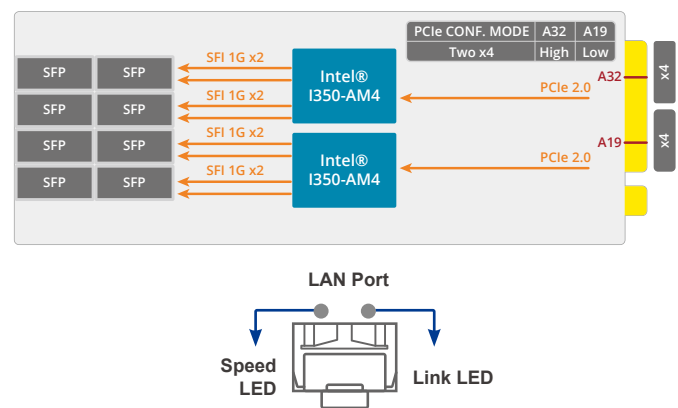 PCIe CONF. MODE A32 A19
Two x4 High Low
SFP SFP
SFP SFP
SFP SFP
SFP SFP
SFI 1G x2
SFI 1G x2
SFI 1G x2
SFI 1G x2
Intel®
I350-AM4
Intel®
I350-AM4
PCIe 2.0
PCIe 2.0
A32
A19
x4
x4
LAN Port
Speed
LED
Link LED